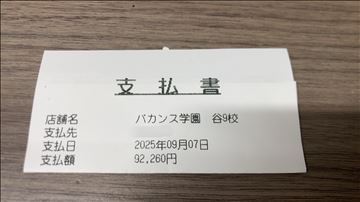 支払書
店舗名 バカンス学園 谷9校
支払先
支払日 2025年09月07日
支払額 92,260円